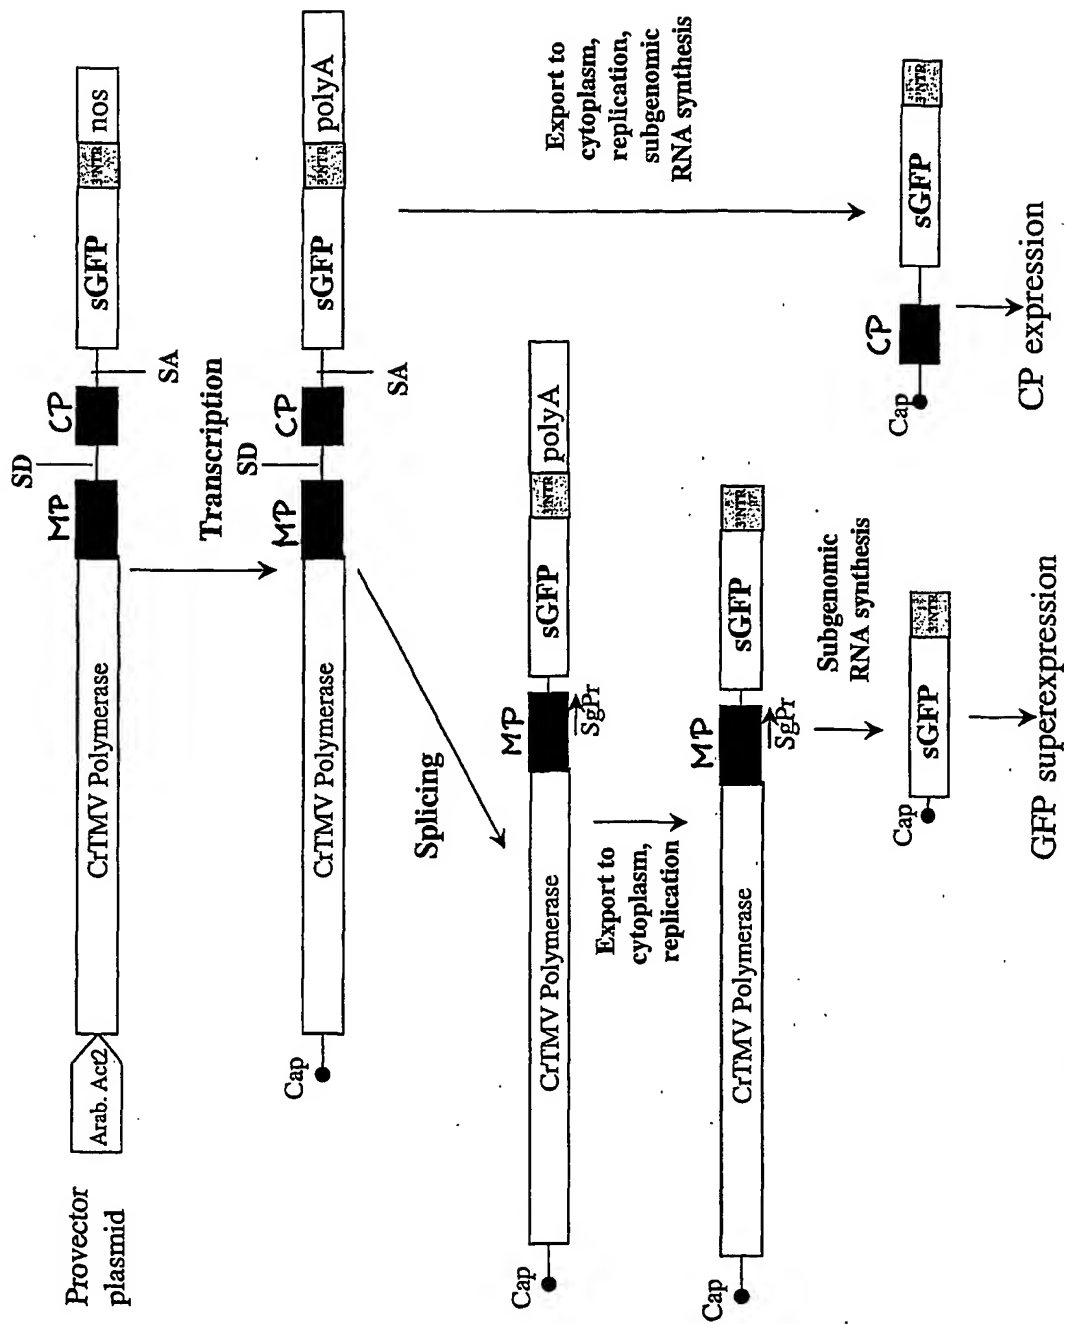 Provector
plasmid
Arab. Act2
CrTMV Polymerase
MP
SD
CP
SA
sGFP
3'NTR
nos
Transcription
Cap
CrTMV Polymerase
MP
SD
CP
SA
sGFP
3'NTR
polyA
Splicing
Export to
cytoplasm,
replication,
subgenomic
RNA synthesis
Cap
CrTMV Polymerase
MP
SgPr
sGFP
3'NTR
polyA
Export to
cytoplasm,
replication
Cap
CrTMV Polymerase
MP
SgPr
sGFP
3'NTR
Subgenomic
RNA synthesis
Cap
sGFP
3'NTR
GFP superexpression
Cap
CP
sGFP
3'NTR
CP expression